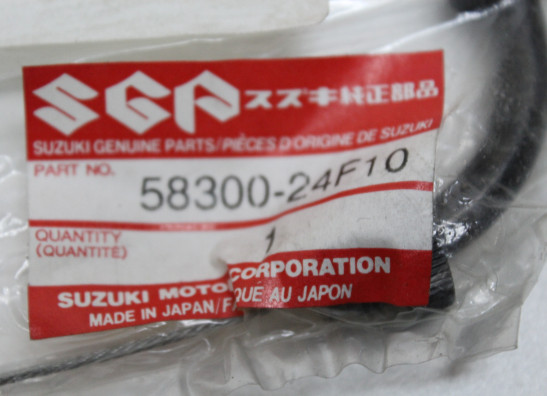 SGP スズキ純正部品
SUZUKI GENUINE PARTS/PIÈCES D'ORIGINE DE SUZUKI
PART NO.
58300-24F10
QUANTITY
(QUANTITÉ)
1
SUZUKI MOTO CORPORATION
MADE IN JAPAN/F QUÉ AU JAPON